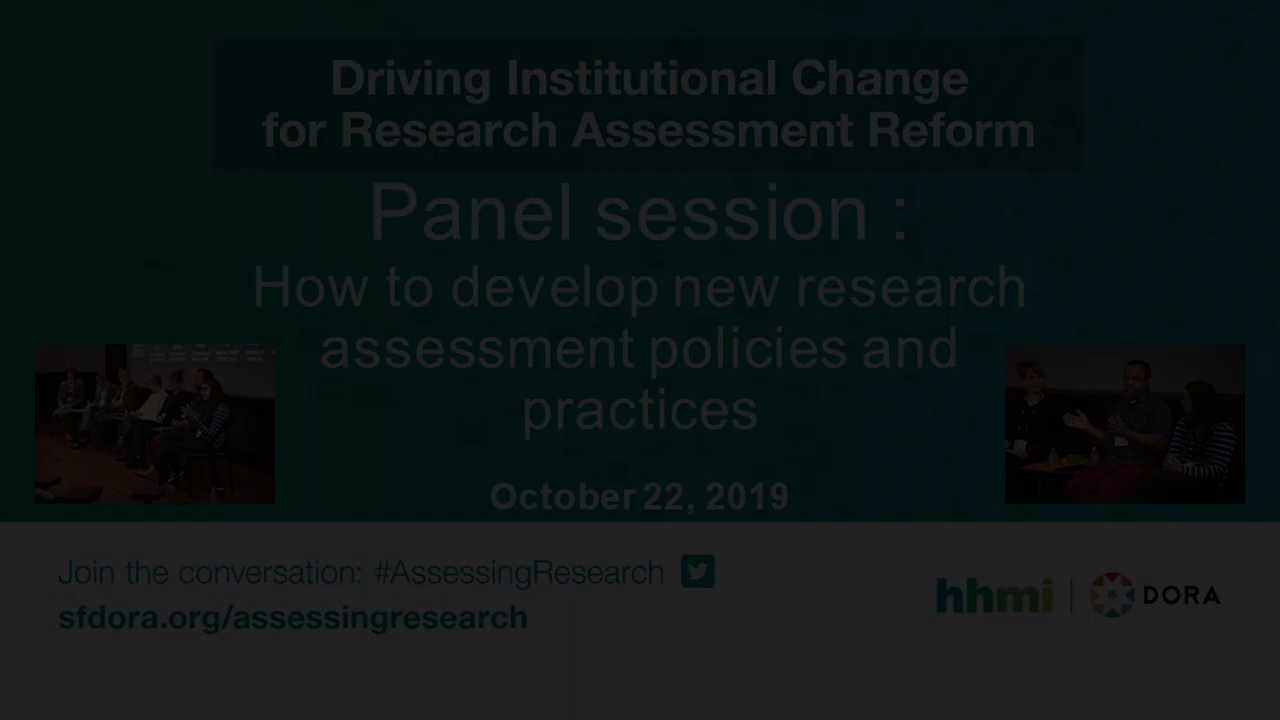 Driving Institutional Change
for Research Assessment Reform
Panel session :
How to develop new research
assessment policies and
practices
October 22, 2019
Join the conversation: #AssessingResearch
sfdora.org/assessingresearch
hhmi
DORA